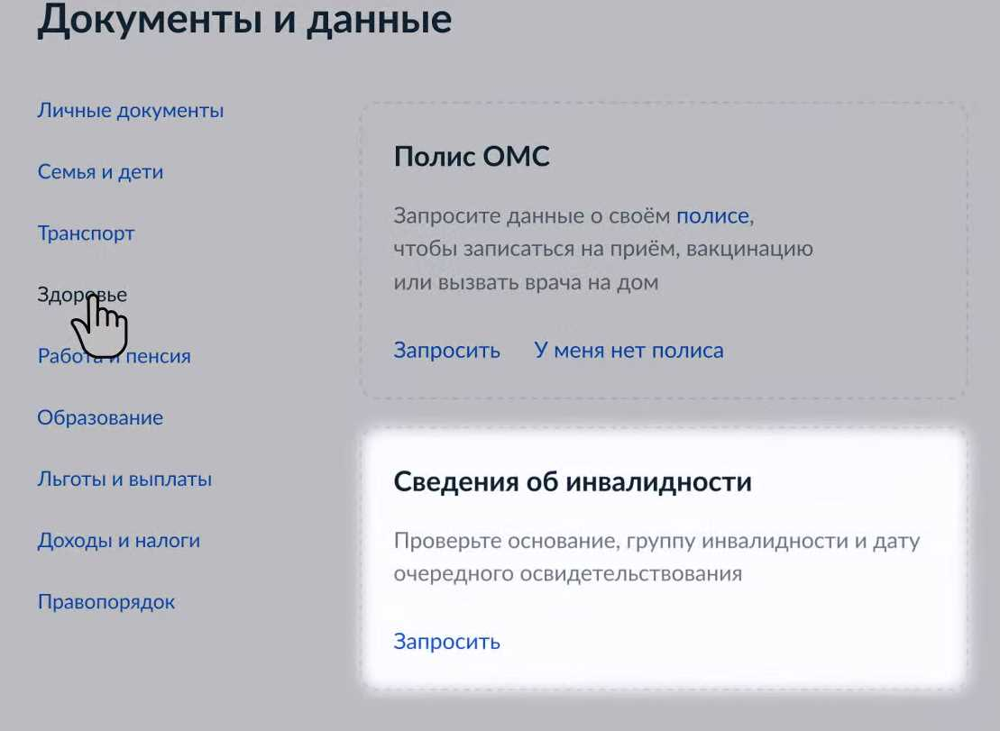 Документы и данные
Личные документы
Семья и дети
Транспорт
Здоровье
Работа и пенсия
Образование
Льготы и выплаты
Доходы и налоги
Правопорядок
Полис ОМС
Запросите данные о своём полисе,
чтобы записаться на приём, вакцинацию
или вызвать врача на дом
Запросить У меня нет полиса
Сведения об инвалидности
Проверьте основание, группу инвалидности и дату
очередного освидетельствования
Запросить